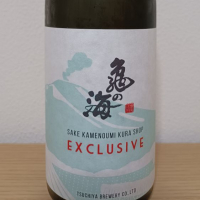 亀の海
SAKE KAMENOUMI KURA SHOP
EXCLUSIVE
TSUCHIYA BREWERY CO.,LTD